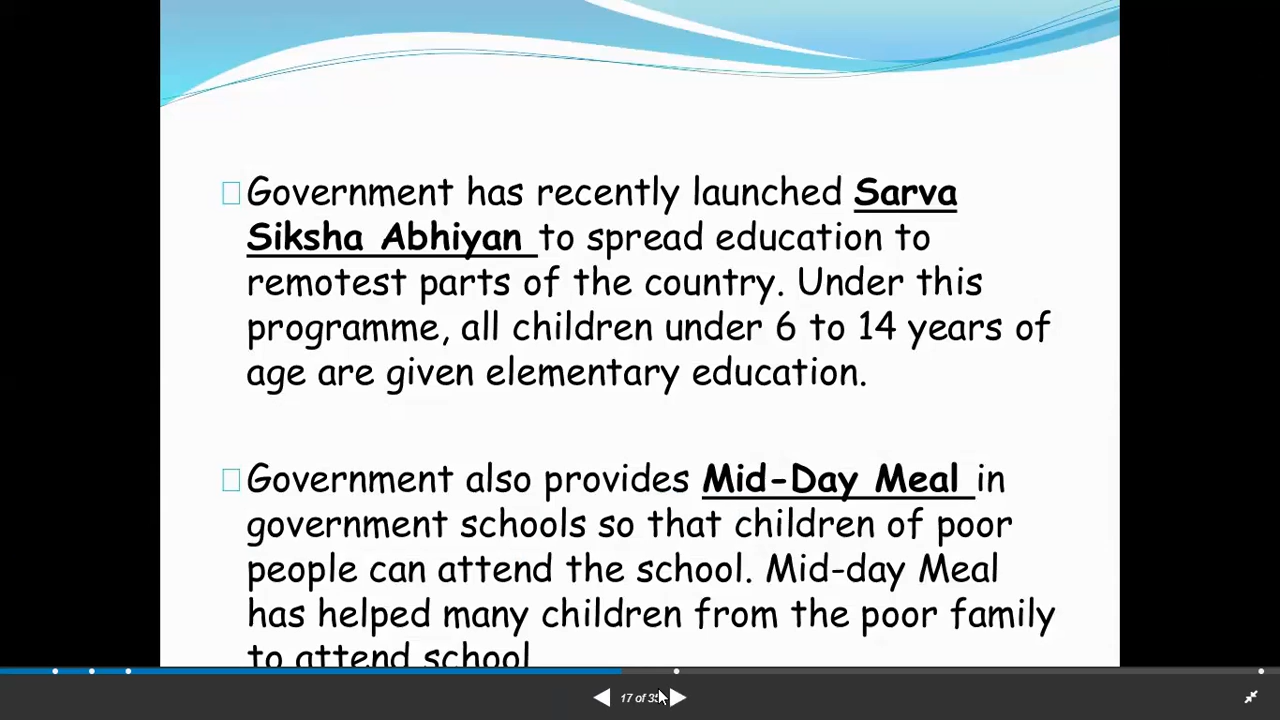 Government has recently launched Sarva
Siksha Abhiyan to spread education to
remotest parts of the country. Under this
programme, all children under 6 to 14 years of
age are given elementary education.
Government also provides Mid-Day Meal in
government schools so that children of poor
people can attend the school. Mid-day Meal
has helped many children from the poor family
to attend school
17 of